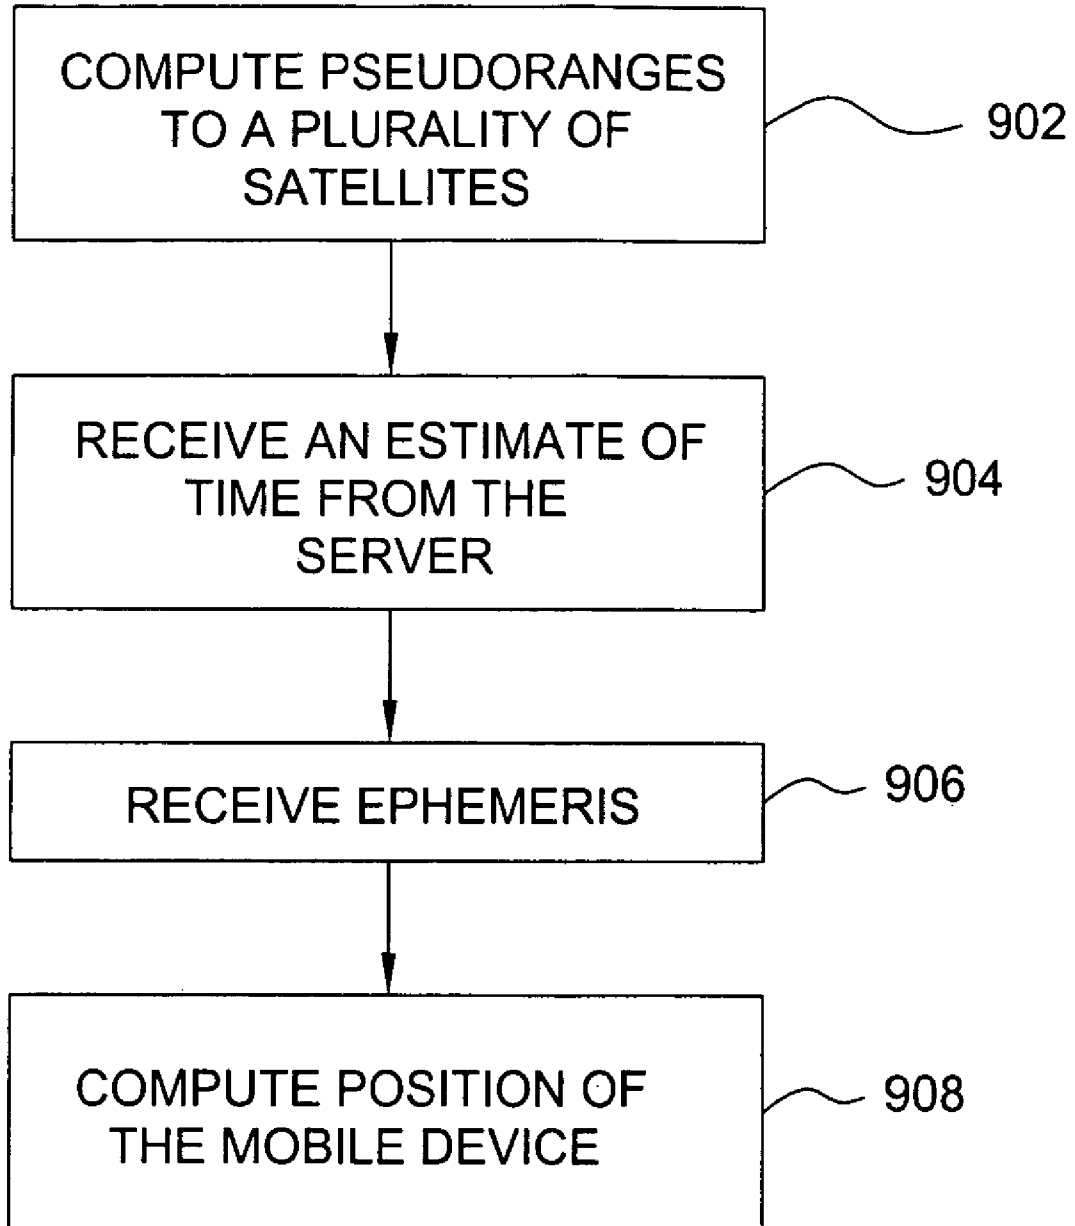 COMPUTE PSEUDORANGES
TO A PLURALITY OF
SATELLITES
902
RECEIVE AN ESTIMATE OF
TIME FROM THE
SERVER
904
RECEIVE EPHEMERIS
906
COMPUTE POSITION OF
THE MOBILE DEVICE
908